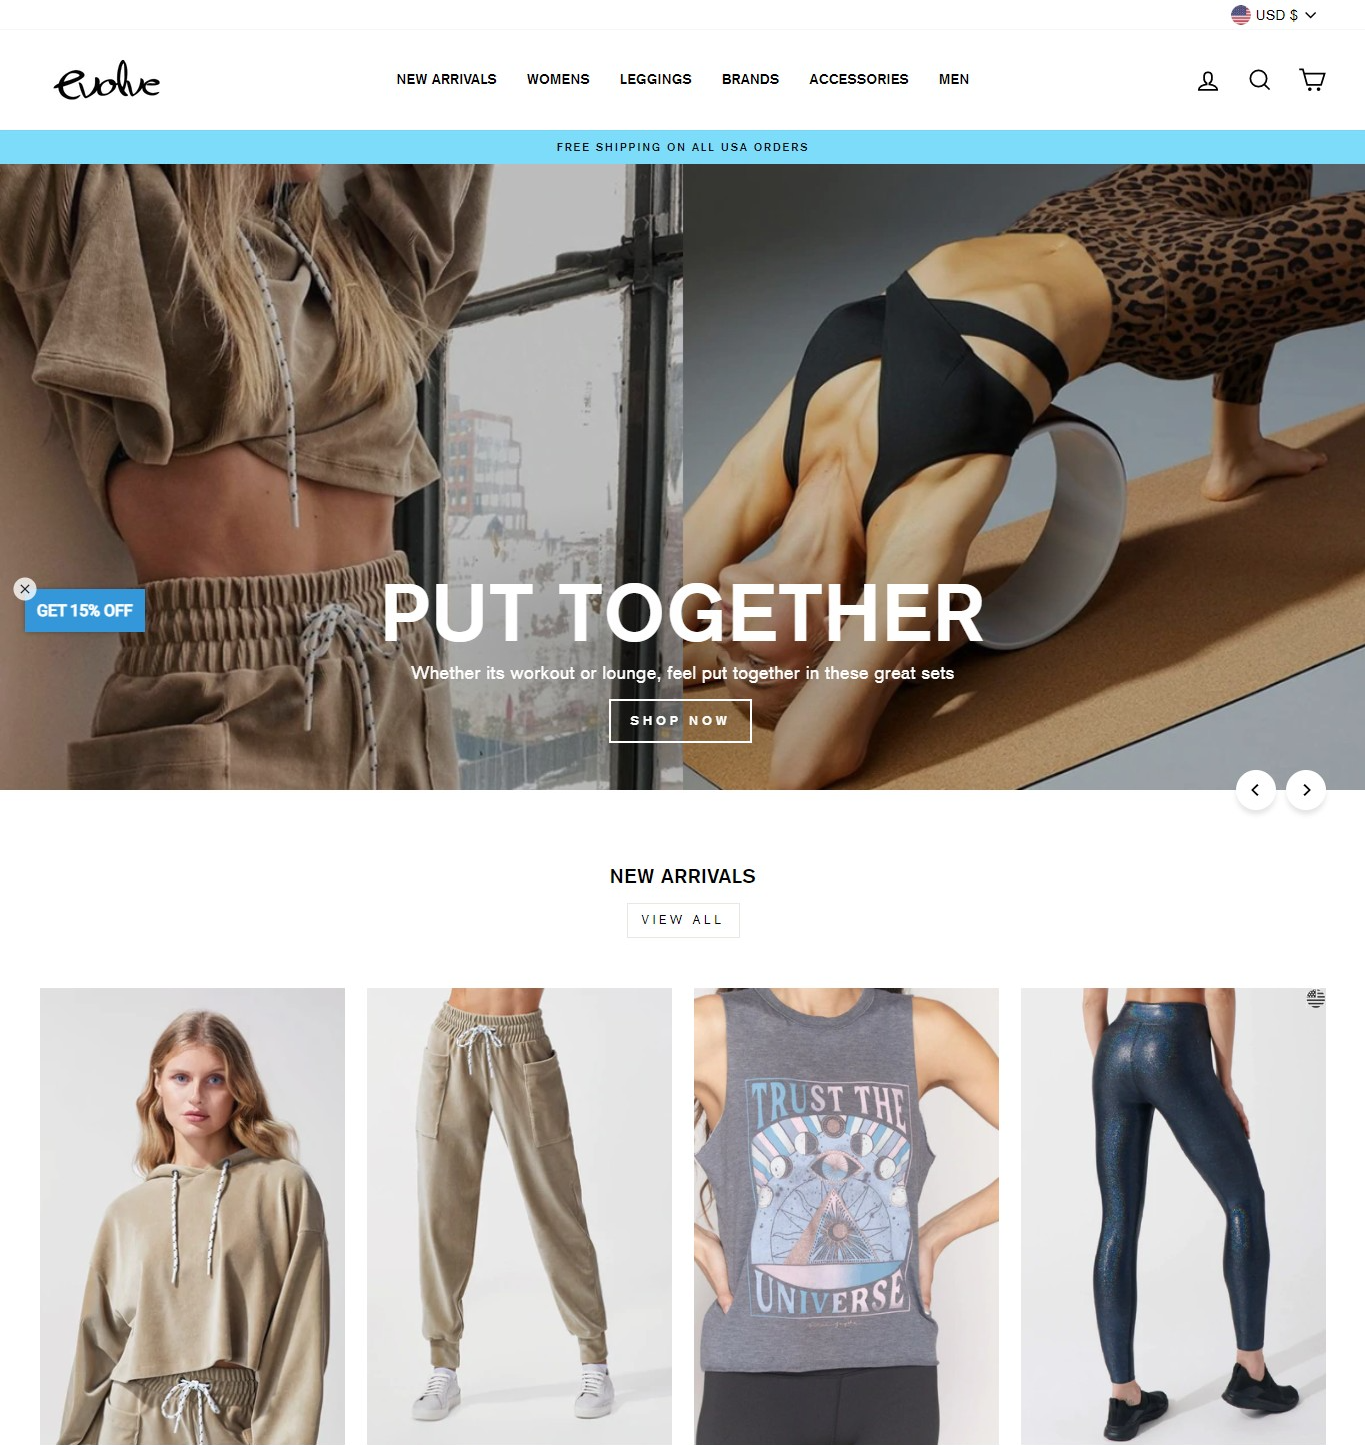 USD $
evolve
NEW ARRIVALS WOMENS LEGGINGS BRANDS ACCESSORIES MEN
FREE SHIPPING ON ALL USA ORDERS
GET 15% OFF
PUT TOGETHER
Whether its workout or lounge, feel put together in these great sets
SHOP NOW
NEW ARRIVALS
VIEW ALL
TRUST THE
UNIVERSE